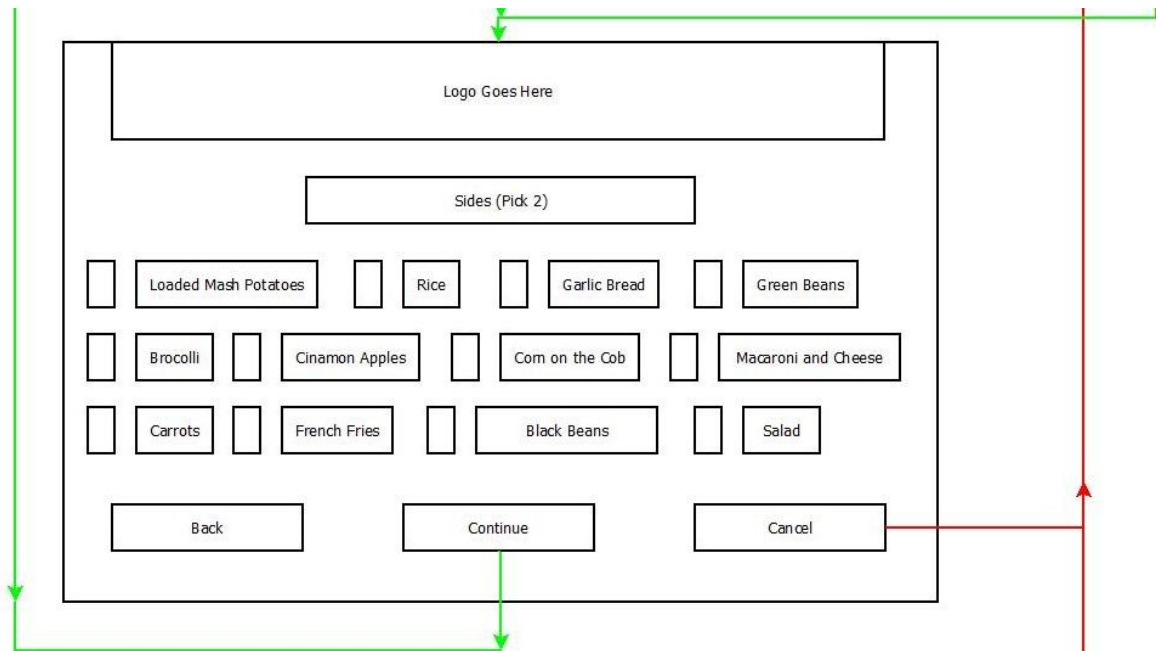 Logo Goes Here
Sides (Pick 2)
Loaded Mash Potatoes
Rice
Garlic Bread
Green Beans
Brocolli
Cinamon Apples
Corn on the Cob
Macaroni and Cheese
Carrots
French Fries
Black Beans
Salad
Back
Continue
Cancel